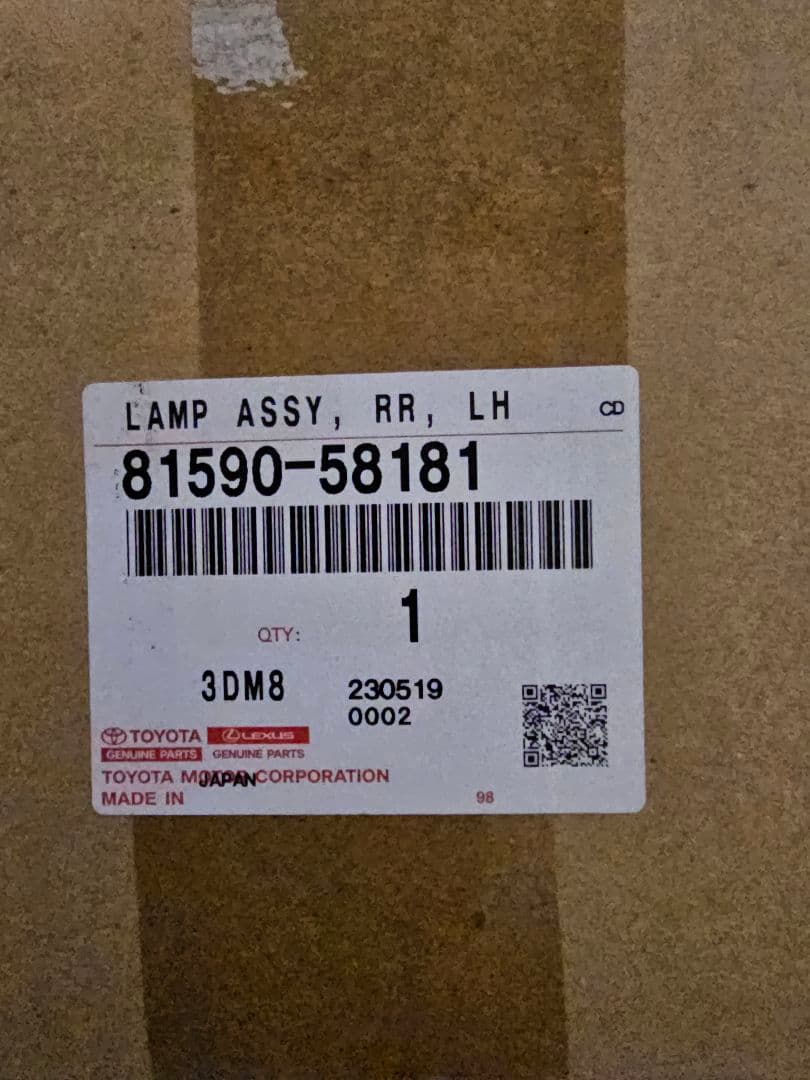 LAMP ASSY, RR, LH CD
81590-58181
QTY: 1
3DM8 230519
0002
TOYOTA LEXUS
GENUINE PARTS GENUINE PARTS
TOYOTA MOTOR CORPORATION
MADE IN JAPAN
98